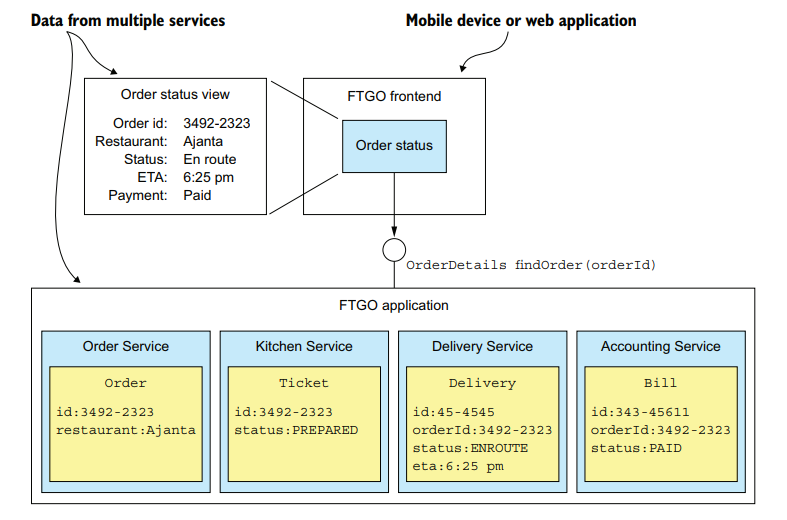 Data from multiple services
Mobile device or web application
Order status view
Order id: 3492-2323
Restaurant: Ajanta
Status: En route
ETA: 6:25 pm
Payment: Paid
FTGO frontend
Order status
OrderDetails findOrder(orderId)
FTGO application
Order Service
Order
id:3492-2323
restaurant:Ajanta
Kitchen Service
Ticket
id:3492-2323
status:PREPARED
Delivery Service
Delivery
id:45-4545
orderId:3492-2323
status:ENROUTE
eta:6:25 pm
Accounting Service
Bill
id:343-45611
orderId:3492-2323
status:PAID